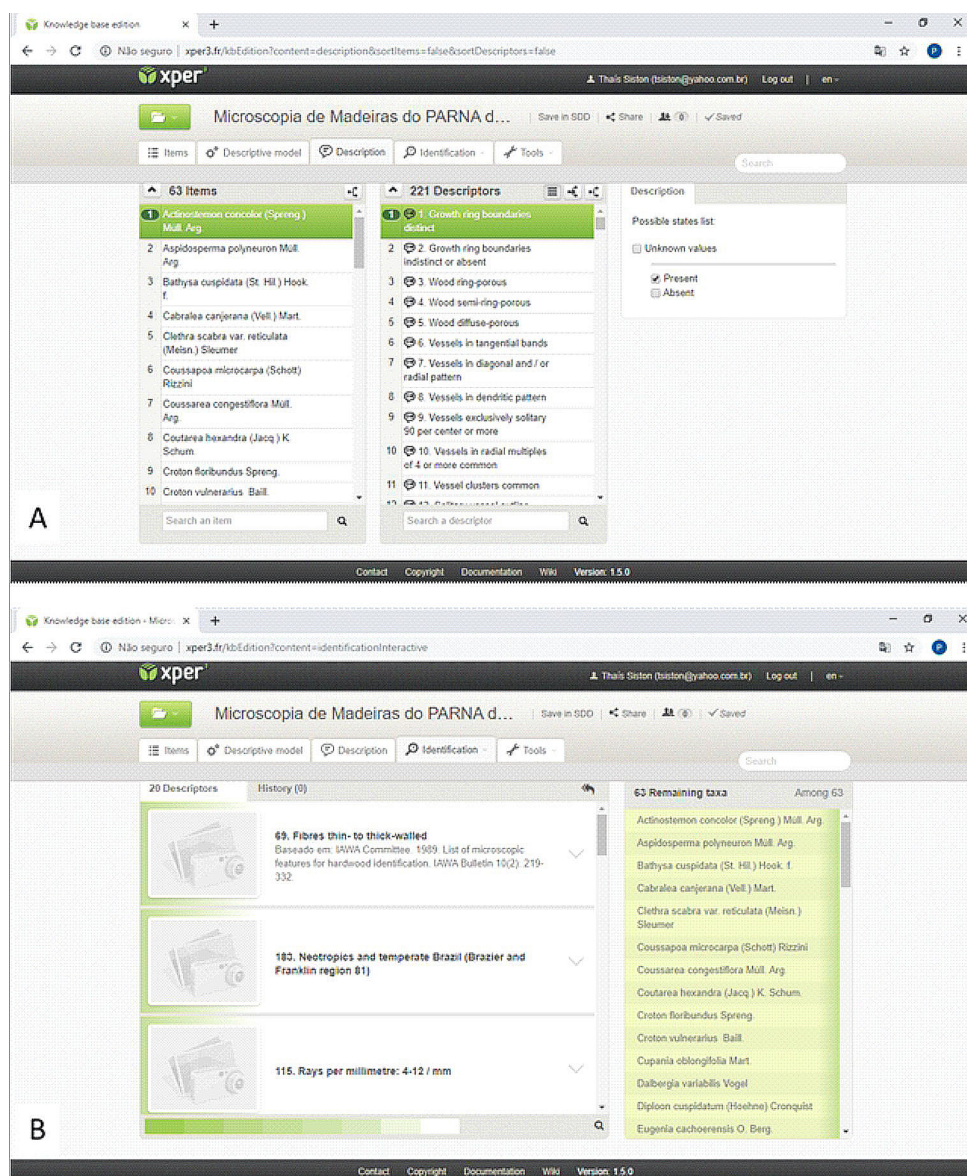 Knowledge base edition
Não seguro | xper3.fr/kbEdition?content=description&sortItems=false&sortDescriptors=false
xper³
Thaís Siston (tsiston@yahoo.com.br) Log out | en
Microscopia de Madeiras do PARNA d... | Save in SDD | Share | (0) | Saved
Items Descriptive model Description Identification Tools
Search
63 Items
1 Actinostemon concolor (Spreng.) Müll. Arg.
2 Aspidosperma polyneuron Müll. Arg.
3 Bathysa cuspidata (St. Hil.) Hook. f.
4 Cabralea canjerana (Vell.) Mart.
5 Clethra scabra var. reticulata (Meisn.) Sleumer
6 Coussapoa microcarpa (Schott) Rizzini
7 Coussarea congestiflora Müll. Arg.
8 Coutarea hexandra (Jacq.) K. Schum.
9 Croton floribundus Spreng.
10 Croton vulnerarius Baill.
Search an item
221 Descriptors
1 1. Growth ring boundaries distinct
2 2. Growth ring boundaries indistinct or absent
3 3. Wood ring-porous
4 4. Wood semi-ring-porous
5 5. Wood diffuse-porous
6 6. Vessels in tangential bands
7 7. Vessels in diagonal and / or radial pattern
8 8. Vessels in dendritic pattern
9 9. Vessels exclusively solitary 90 per center or more
10 10. Vessels in radial multiples of 4 or more common
11 11. Vessel clusters common
Search a descriptor
Description
Possible states list:
Unknown values
Present
Absent
A
Contact Copyright Documentation Wiki Version: 1.5.0
Knowledge base edition - Micro
Não seguro | xper3.fr/kbEdition?content=identificationInteractive
xper³
Thaís Siston (tsiston@yahoo.com.br) Log out | en
Microscopia de Madeiras do PARNA d... | Save in SDD | Share | (0) | Saved
Items Descriptive model Description Identification Tools
Search
20 Descriptors History (0)
69. Fibres thin- to thick-walled
Baseado em: IAWA Committee. 1989. List of microscopic
features for hardwood identification. IAWA Bulletin 10(2): 219-
332.
183. Neotropics and temperate Brazil (Brazier and
Franklin region 81)
115. Rays per millimetre: 4-12 / mm
63 Remaining taxa Among 63
Actinostemon concolor (Spreng.) Müll. Arg.
Aspidosperma polyneuron Müll. Arg.
Bathysa cuspidata (St. Hil.) Hook. f.
Cabralea canjerana (Vell.) Mart.
Clethra scabra var. reticulata (Meisn.)
Sleumer
Coussapoa microcarpa (Schott) Rizzini
Coussarea congestiflora Müll. Arg.
Coutarea hexandra (Jacq.) K. Schum.
Croton floribundus Spreng.
Croton vulnerarius Baill.
Cupania oblongifolia Mart.
Dalbergia variabilis Vogel
Diploon cuspidatum (Hoehne) Cronquist
Eugenia cachoerensis O. Berg.
B
Contact Copyright Documentation Wiki Version: 1.5.0